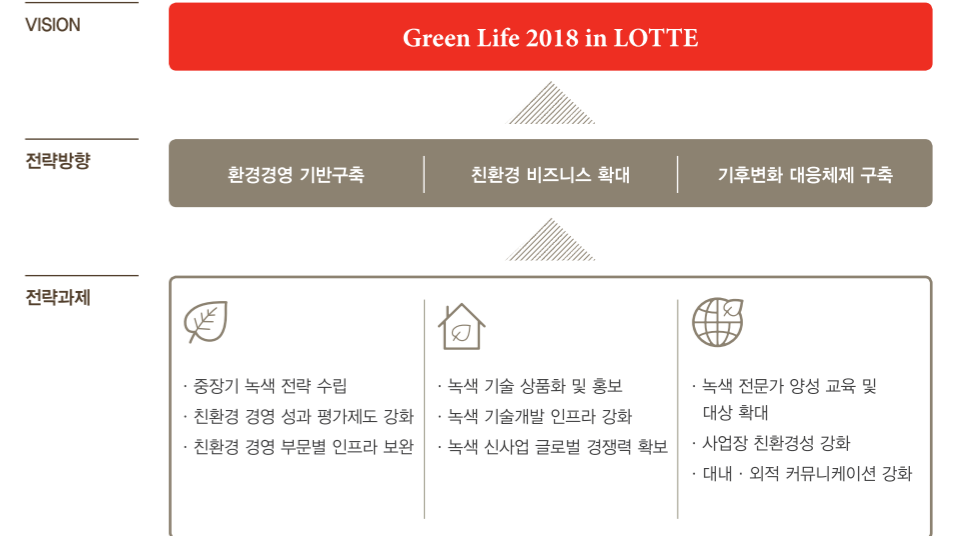 VISION
Green Life 2018 in LOTTE
전략방향
환경경영 기반구축
친환경 비즈니스 확대
기후변화 대응체제 구축
전략과제
· 중장기 녹색 전략 수립
· 친환경 경영 성과 평가제도 강화
· 친환경 경영 부문별 인프라 보완
· 녹색 기술 상품화 및 홍보
· 녹색 기술개발 인프라 강화
· 녹색 신사업 글로벌 경쟁력 확보
· 녹색 전문가 양성 교육 및
대상 확대
· 사업장 친환경성 강화
· 대내 · 외적 커뮤니케이션 강화